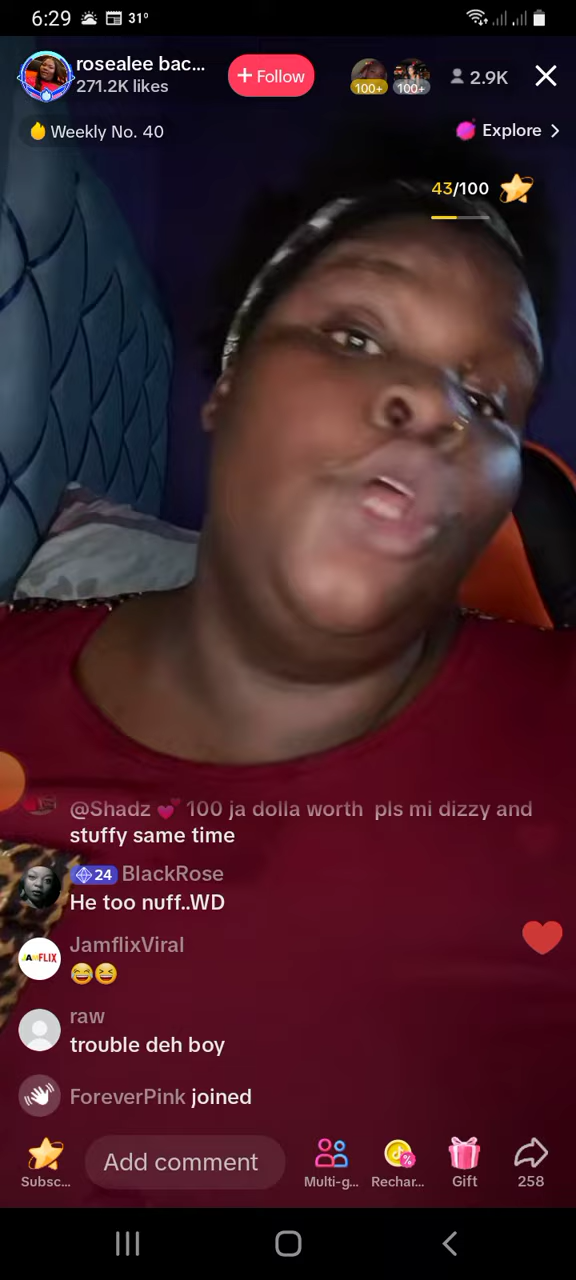 6:29 31°
rosealee bac...
271.2K likes
+ Follow
100+
100+
2.9K
Weekly No. 40
Explore
43/100
@Shadz 💕 100 ja dolla worth pls mi dizzy and
stuffy same time
24 BlackRose
He too nuff..WD
JAMFLIX
JamflixViral
😂😆
raw
trouble deh boy
ForeverPink joined
Add comment
Subsc...
Multi-g...
Rechar...
Gift
258